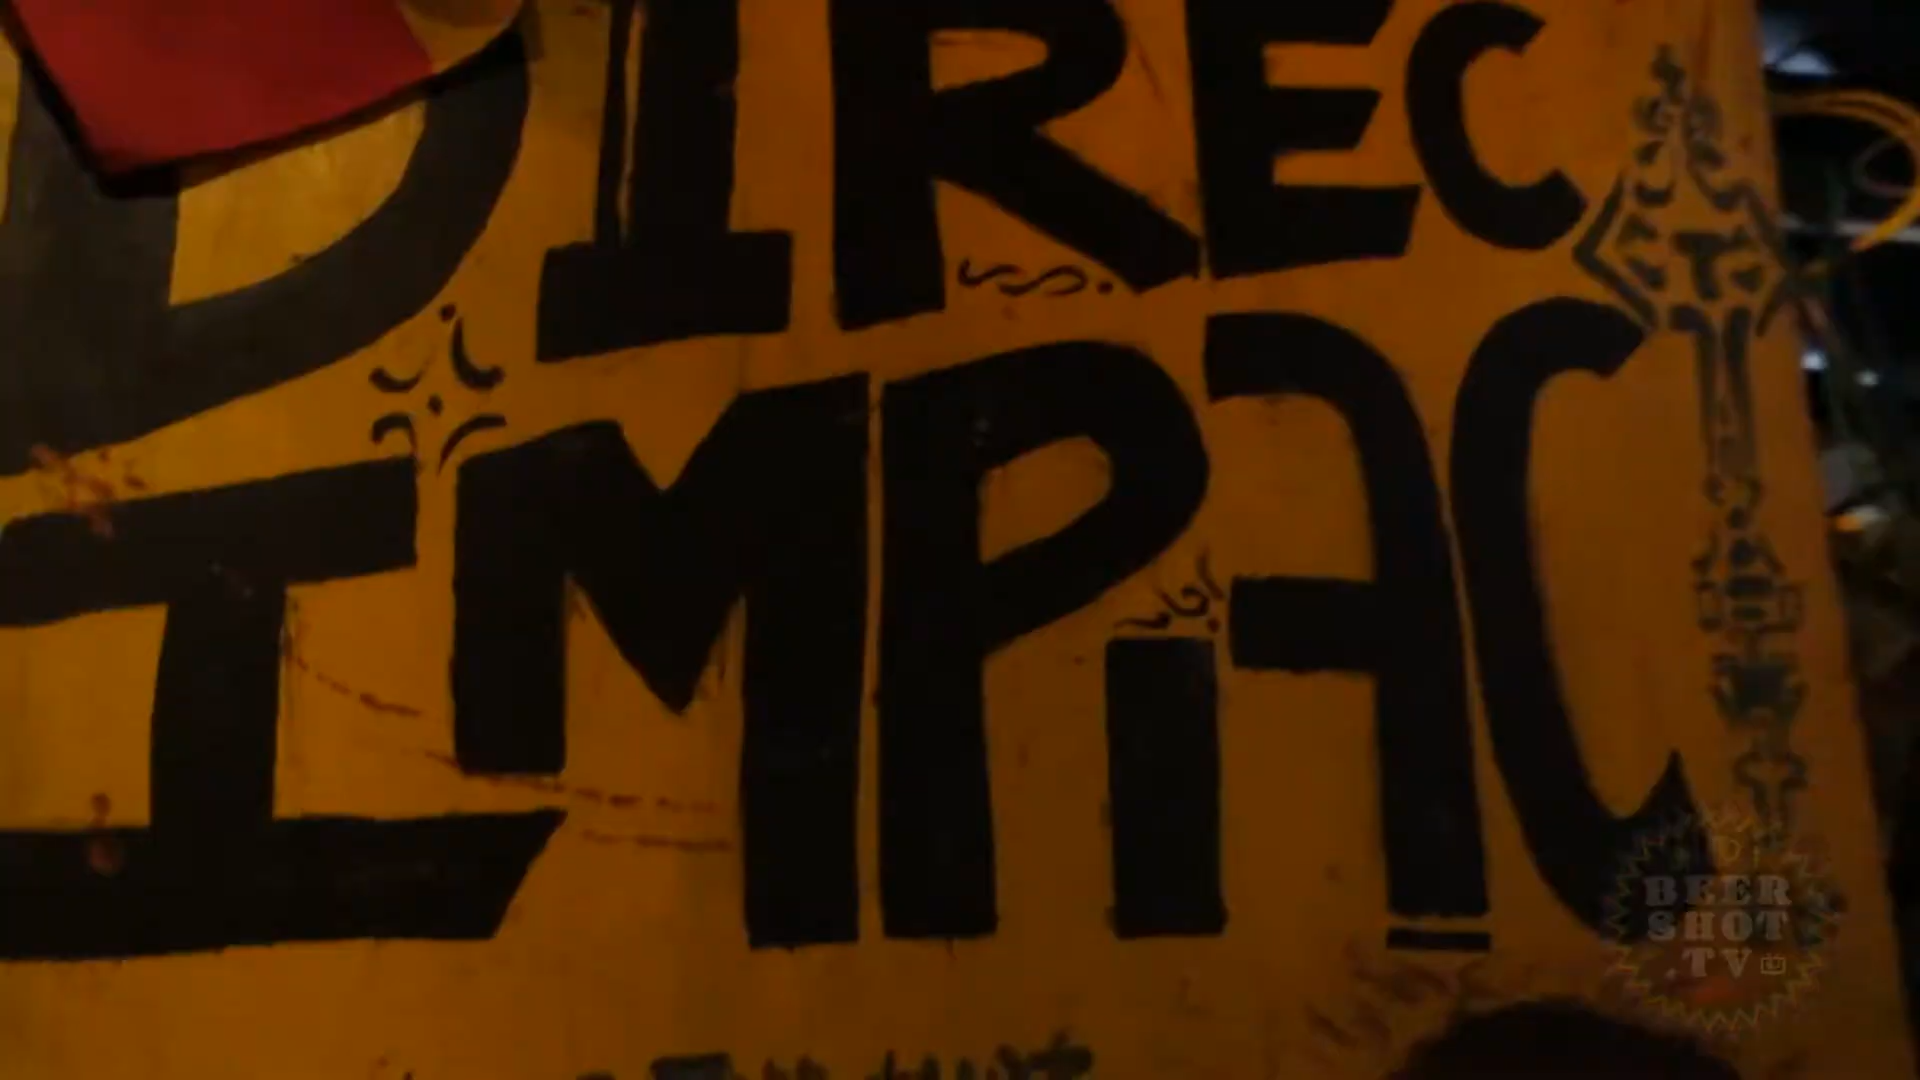 DIREC
IMPAC
BEER
SHOT
.TV